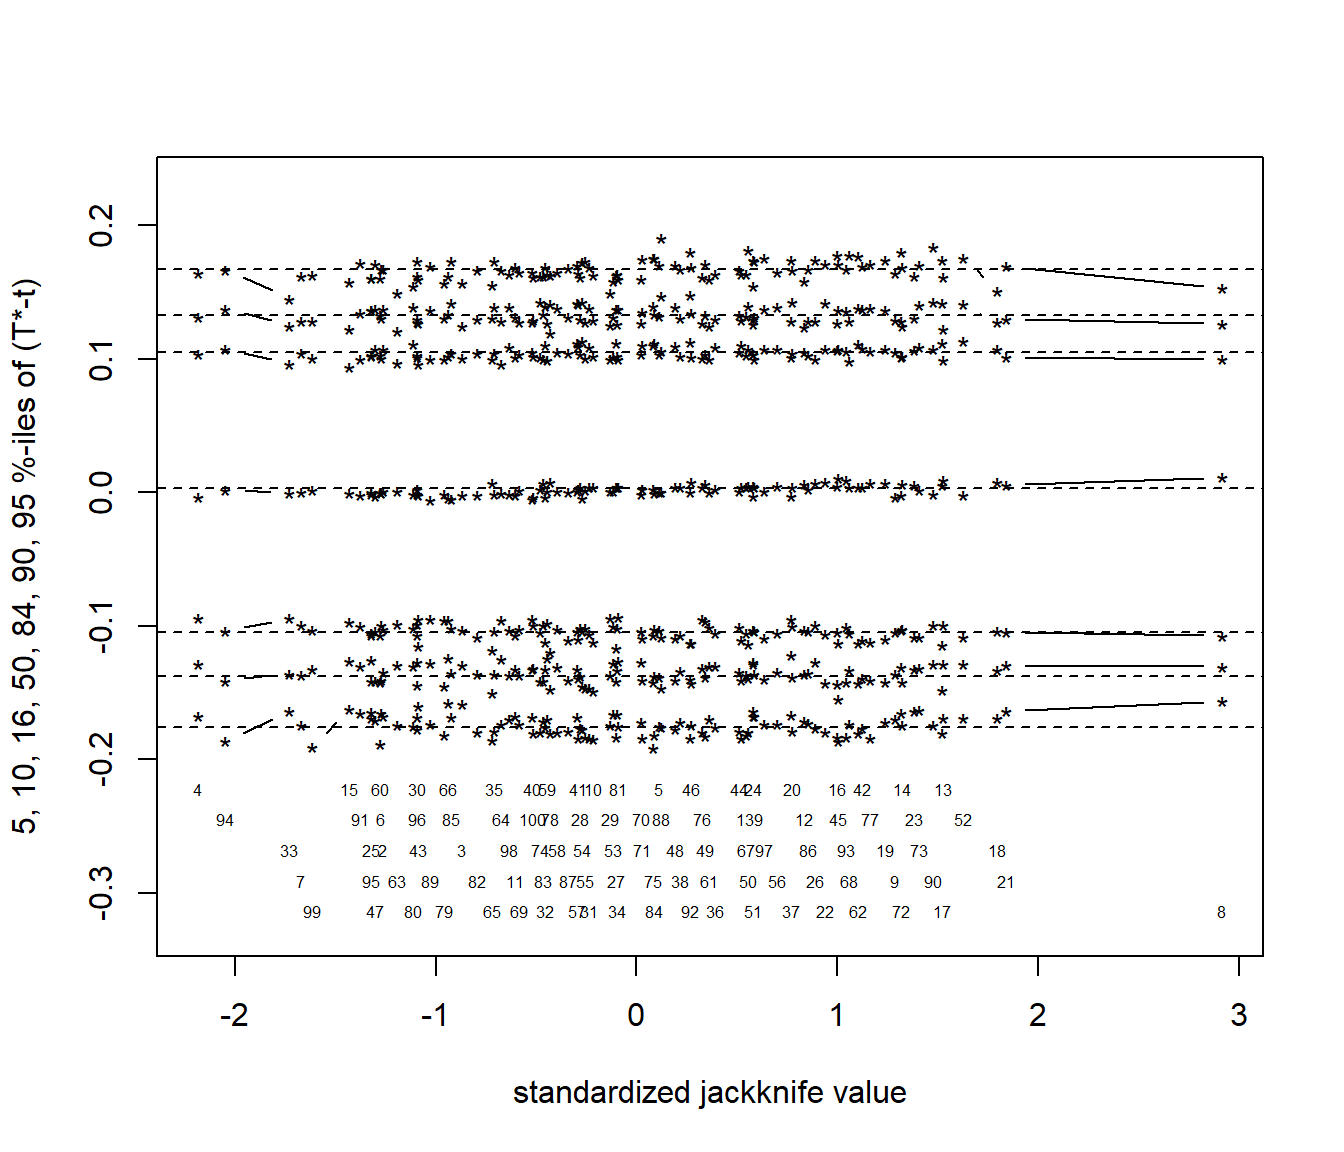 5, 10, 16, 50, 84, 90, 95 %-iles of (T*-t)
0.2
0.1
0.0
-0.1
-0.2
-0.3
4 15 60 30 66 35 40 59 41 10 81 5 46 44 24 20 16 42 14 13
94 91 6 96 85 64 100 78 28 29 70 88 76 1 39 12 45 77 23 52
33 25 2 43 3 98 74 58 54 53 71 48 49 67 97 86 93 19 73 18
7 95 63 89 82 11 83 87 55 27 75 38 61 50 56 26 68 9 90 21
99 47 80 79 65 69 32 57 31 34 84 92 36 51 37 22 62 72 17 8
-2 -1 0 1 2 3
standardized jackknife value